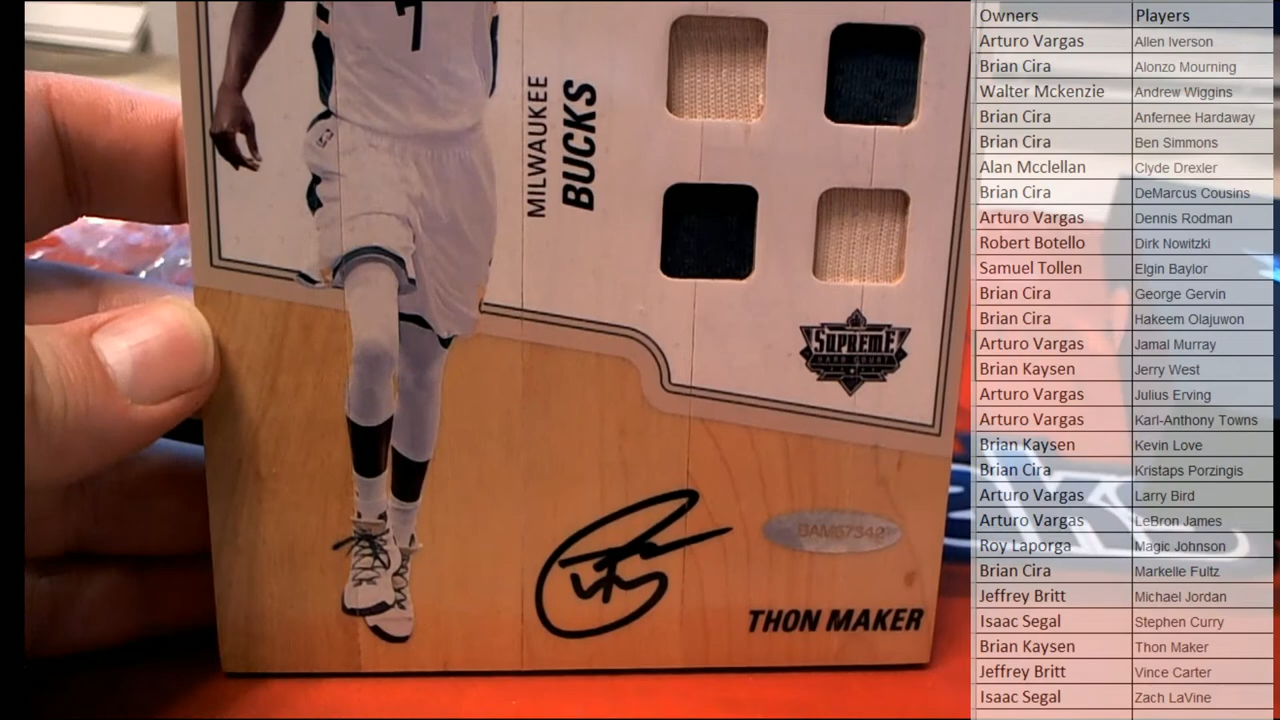 7
MILWAUKEE
BUCKS
SUPREME
HARD COURT
BAM67342
THON MAKER
Owners Players
Arturo Vargas Allen Iverson
Brian Cira Alonzo Mourning
Walter Mckenzie Andrew Wiggins
Brian Cira Anfernee Hardaway
Brian Cira Ben Simmons
Alan Mcclellan Clyde Drexler
Brian Cira DeMarcus Cousins
Arturo Vargas Dennis Rodman
Robert Botello Dirk Nowitzki
Samuel Tollen Elgin Baylor
Brian Cira George Gervin
Brian Cira Hakeem Olajuwon
Arturo Vargas Jamal Murray
Brian Kaysen Jerry West
Arturo Vargas Julius Erving
Arturo Vargas Karl-Anthony Towns
Brian Kaysen Kevin Love
Brian Cira Kristaps Porzingis
Arturo Vargas Larry Bird
Arturo Vargas LeBron James
Roy Laporga Magic Johnson
Brian Cira Markelle Fultz
Jeffrey Britt Michael Jordan
Isaac Segal Stephen Curry
Brian Kaysen Thon Maker
Jeffrey Britt Vince Carter
Isaac Segal Zach LaVine